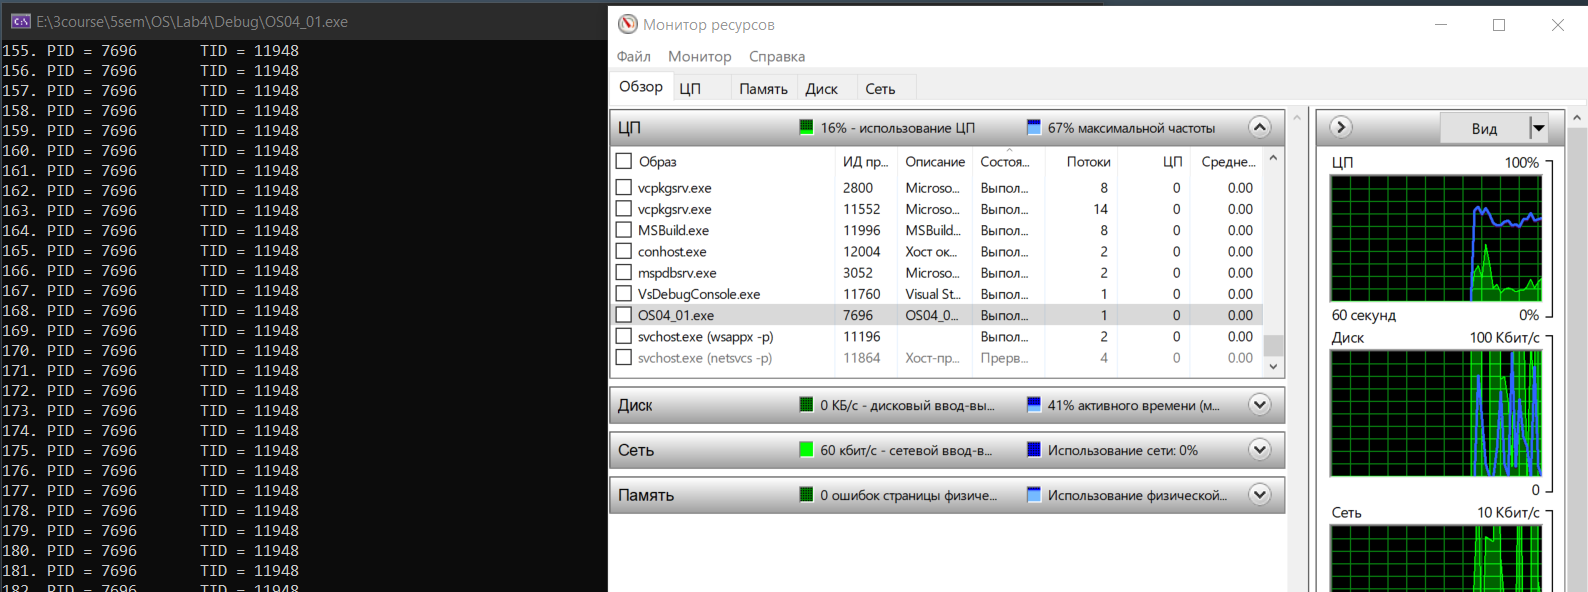 E:\3course\5sem\OS\Lab4\Debug\OS04_01.exe
155. PID = 7696 TID = 11948
156. PID = 7696 TID = 11948
157. PID = 7696 TID = 11948
158. PID = 7696 TID = 11948
159. PID = 7696 TID = 11948
160. PID = 7696 TID = 11948
161. PID = 7696 TID = 11948
162. PID = 7696 TID = 11948
163. PID = 7696 TID = 11948
164. PID = 7696 TID = 11948
165. PID = 7696 TID = 11948
166. PID = 7696 TID = 11948
167. PID = 7696 TID = 11948
168. PID = 7696 TID = 11948
169. PID = 7696 TID = 11948
170. PID = 7696 TID = 11948
171. PID = 7696 TID = 11948
172. PID = 7696 TID = 11948
173. PID = 7696 TID = 11948
174. PID = 7696 TID = 11948
175. PID = 7696 TID = 11948
176. PID = 7696 TID = 11948
177. PID = 7696 TID = 11948
178. PID = 7696 TID = 11948
179. PID = 7696 TID = 11948
180. PID = 7696 TID = 11948
181. PID = 7696 TID = 11948
182. PID = 7696 TID = 11948
Монитор ресурсов
Файл Монитор Справка
Обзор ЦП Память Диск Сеть
ЦП 16% - использование ЦП 67% максимальной частоты
Образ ИД пр... Описание Состоя... Потоки ЦП Средне...
vcpkgsrv.exe 2800 Microso... Выпол... 8 0 0.00
vcpkgsrv.exe 11552 Microso... Выпол... 14 0 0.00
MSBuild.exe 11996 MSBuild... Выпол... 8 0 0.00
conhost.exe 12004 Хост ок... Выпол... 2 0 0.00
mspdbsrv.exe 3052 Microso... Выпол... 2 0 0.00
VsDebugConsole.exe 11760 Visual St... Выпол... 1 0 0.00
OS04_01.exe 7696 OS04_0... Выпол... 1 0 0.00
svchost.exe (wsappx -p) 11196 Выпол... 2 0 0.00
svchost.exe (netsvcs -p) 11864 Хост-пр... Прерв... 4 0 0.00
Диск 0 КБ/с - дисковый ввод-вы... 41% активного времени (м...
Сеть 60 кбит/с - сетевой ввод-в... Использование сети: 0%
Память 0 ошибок страницы физиче... Использование физической...
Вид
ЦП 100%
60 секунд 0%
Диск 100 Кбит/с
0
Сеть 10 Кбит/с